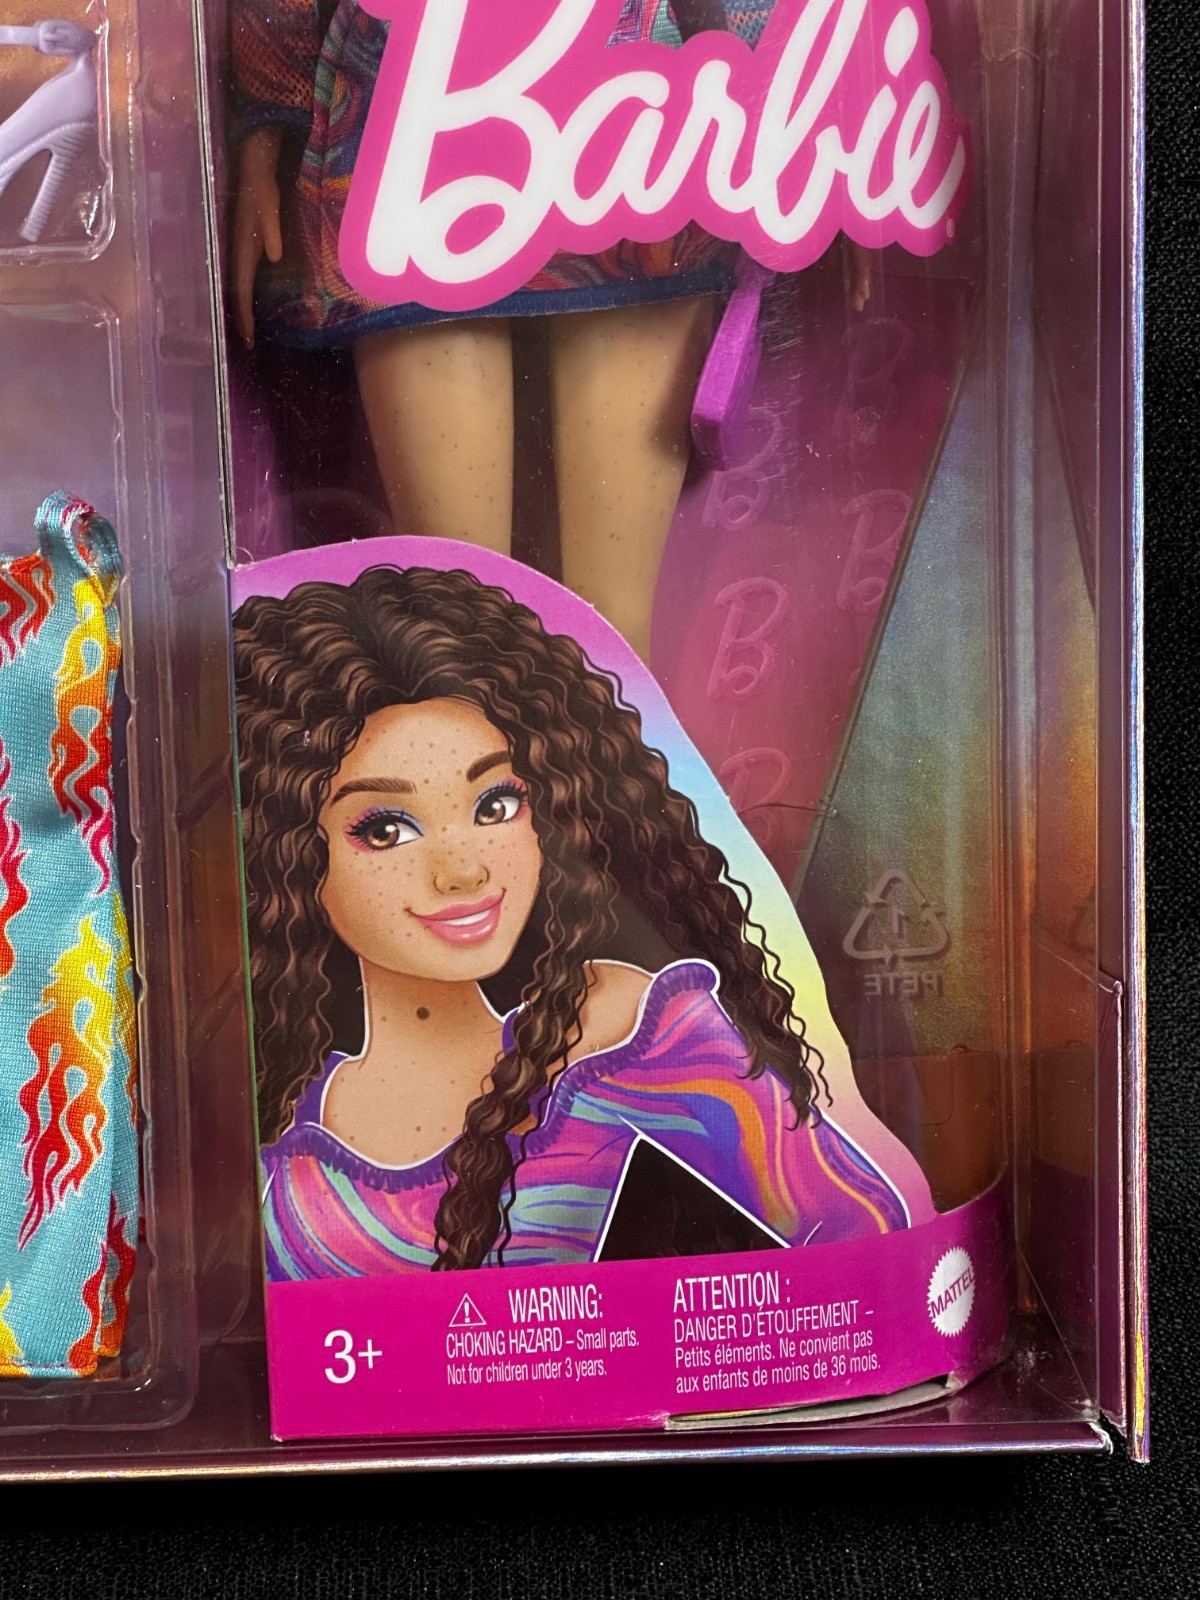 Barbie®
B
B
B
B
B
B
1
PETE
3+
WARNING:
CHOKING HAZARD – Small parts.
Not for children under 3 years.
ATTENTION :
DANGER D'ÉTOUFFEMENT –
Petits éléments. Ne convient pas
aux enfants de moins de 36 mois.
MATTEL